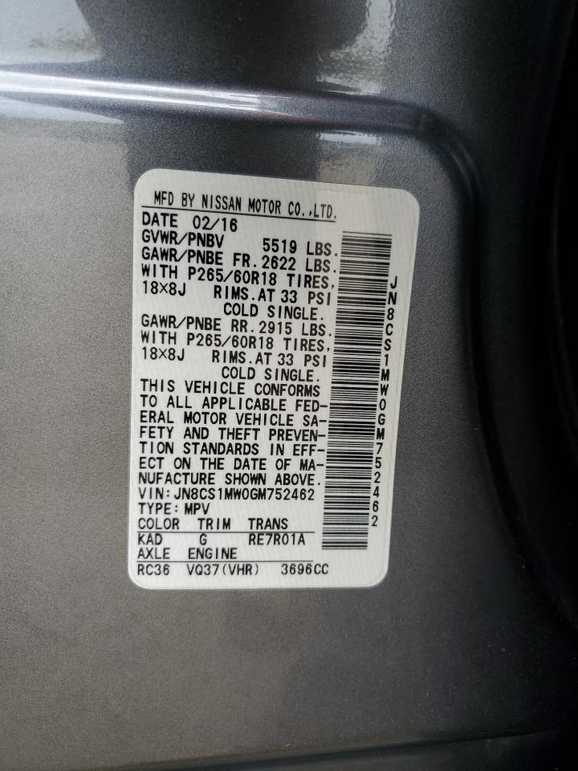 MFD BY NISSAN MOTOR CO.,LTD.
DATE 02/16
GVWR/PNBV 5519 LBS.
GAWR/PNBE FR. 2622 LBS.
WITH P265/60R18 TIRES,
18×8J RIMS. AT 33 PSI
COLD SINGLE.
GAWR/PNBE RR. 2915 LBS.
WITH P265/60R18 TIRES,
18×8J RIMS. AT 33 PSI
COLD SINGLE.
THIS VEHICLE CONFORMS
TO ALL APPLICABLE FED-
ERAL MOTOR VEHICLE SA-
FETY AND THEFT PREVEN-
TION STANDARDS IN EFF-
ECT ON THE DATE OF MA-
NUFACTURE SHOWN ABOVE.
VIN: JN8CS1MW0GM752462
TYPE: MPV
COLOR TRIM TRANS
KAD G RE7R01A
AXLE ENGINE
RC36 VQ37(VHR) 3696CC
JN8CS1MW0GM752462